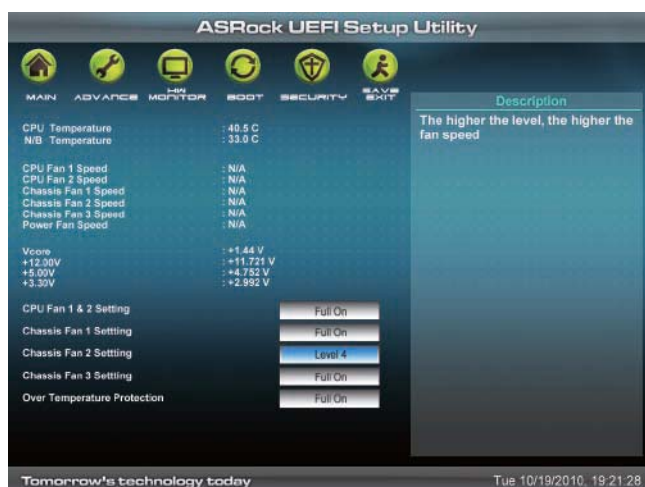 ASRock UEFI Setup Utility
MAIN ADVANCE HW MONITOR BOOT SECURITY SAVE EXIT
Description
The higher the level, the higher the
fan speed
CPU Temperature : 40.5 C
N/B Temperature : 33.0 C
CPU Fan 1 Speed : N/A
CPU Fan 2 Speed : N/A
Chassis Fan 1 Speed : N/A
Chassis Fan 2 Speed : N/A
Chassis Fan 3 Speed : N/A
Power Fan Speed : N/A
Vcore : +1.44 V
+12.00V : +11.721 V
+5.00V : +4.752 V
+3.30V : +2.992 V
CPU Fan 1 & 2 Setting Full On
Chassis Fan 1 Settting Full On
Chassis Fan 2 Settting Level 4
Chassis Fan 3 Settting Full On
Over Temperature Protection Full On
Tomorrow's technology today Tue 10/19/2010, 19:21:28